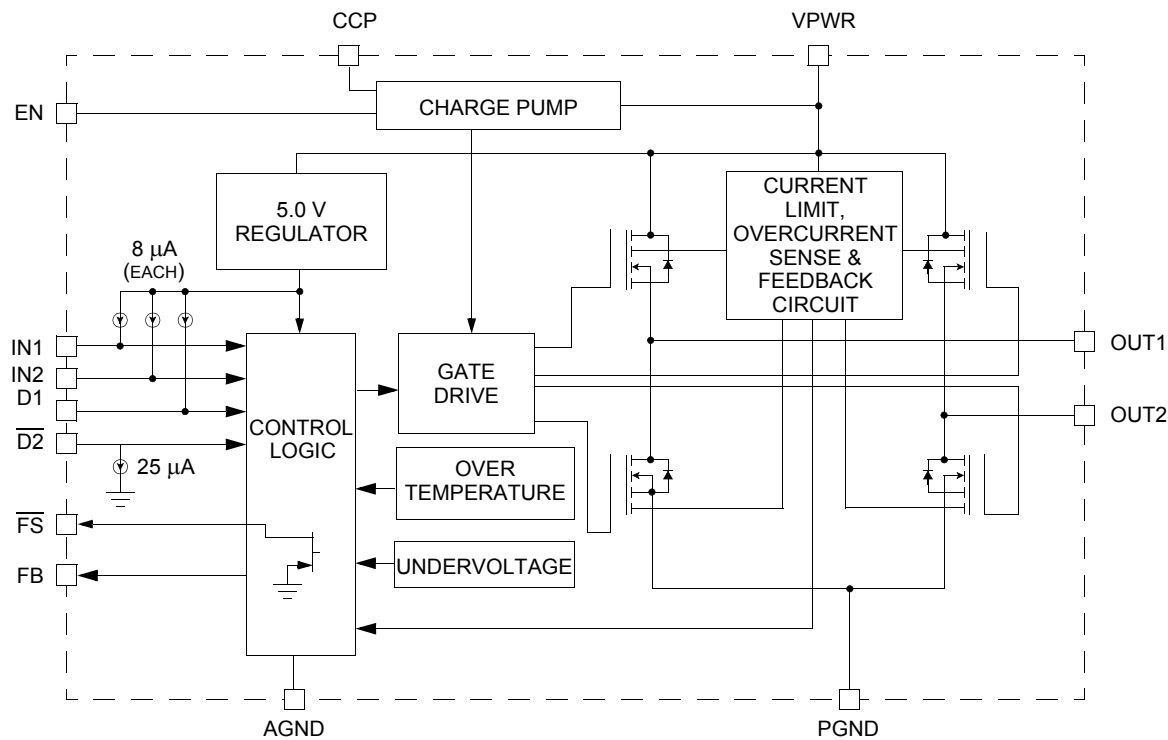 CCP
VPWR
EN
CHARGE PUMP
5.0 V
REGULATOR
CURRENT
LIMIT,
OVERCURRENT
SENSE &
FEEDBACK
CIRCUIT
8 μA
(EACH)
IN1
IN2
D1
D2
25 μA
FS
FB
CONTROL
LOGIC
GATE
DRIVE
OVER
TEMPERATURE
UNDERVOLTAGE
OUT1
OUT2
AGND
PGND